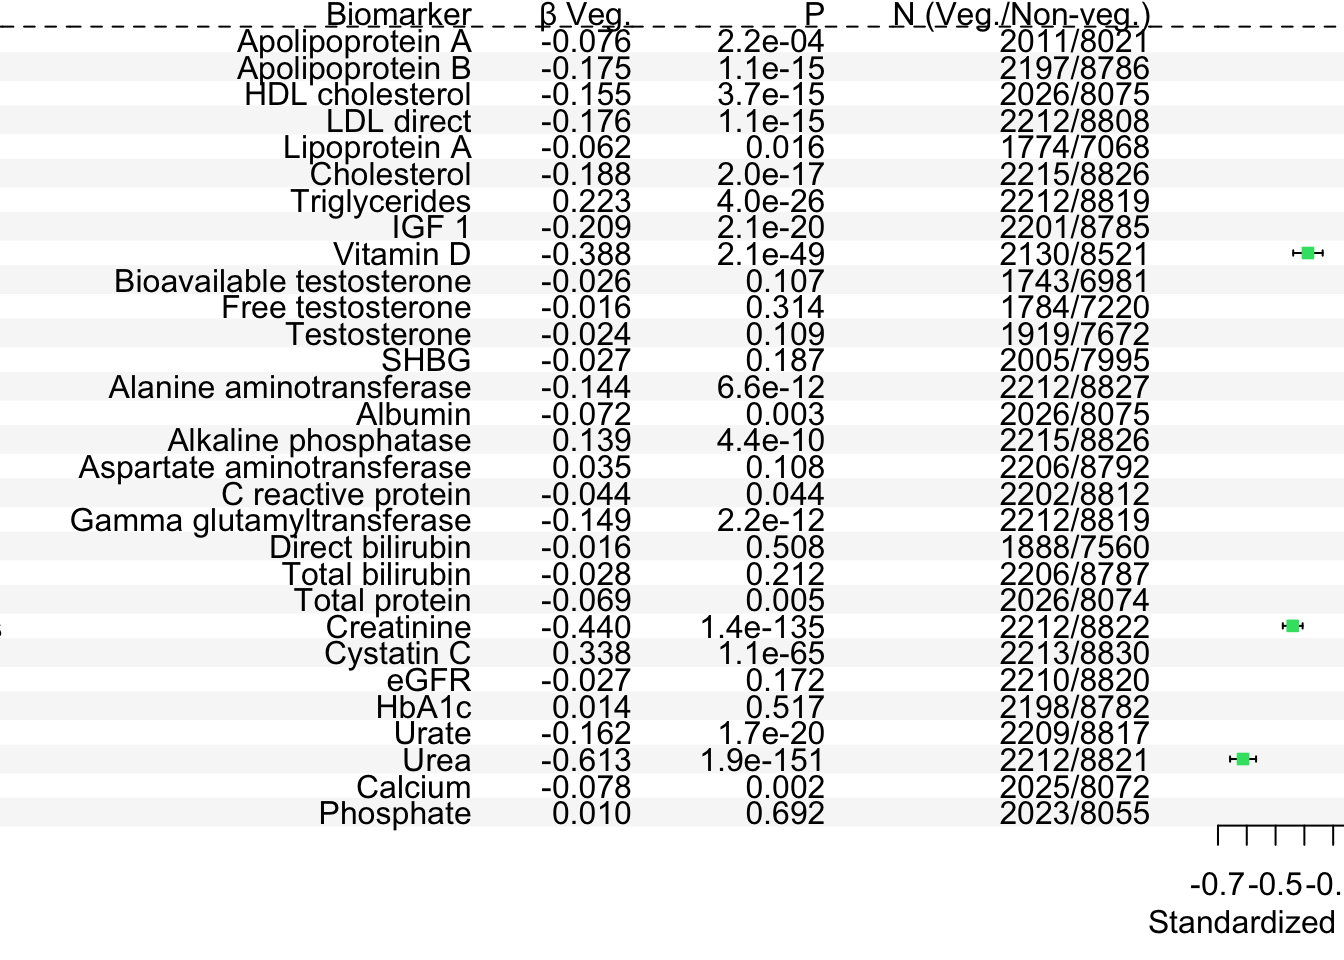 Biomarker β Veg. P N (Veg./Non-veg.)
Apolipoprotein A -0.076 2.2e-04 2011/8021
Apolipoprotein B -0.175 1.1e-15 2197/8786
HDL cholesterol -0.155 3.7e-15 2026/8075
LDL direct -0.176 1.1e-15 2212/8808
Lipoprotein A -0.062 0.016 1774/7068
Cholesterol -0.188 2.0e-17 2215/8826
Triglycerides 0.223 4.0e-26 2212/8819
IGF 1 -0.209 2.1e-20 2201/8785
Vitamin D -0.388 2.1e-49 2130/8521
Bioavailable testosterone -0.026 0.107 1743/6981
Free testosterone -0.016 0.314 1784/7220
Testosterone -0.024 0.109 1919/7672
SHBG -0.027 0.187 2005/7995
Alanine aminotransferase -0.144 6.6e-12 2212/8827
Albumin -0.072 0.003 2026/8075
Alkaline phosphatase 0.139 4.4e-10 2215/8826
Aspartate aminotransferase 0.035 0.108 2206/8792
C reactive protein -0.044 0.044 2202/8812
Gamma glutamyltransferase -0.149 2.2e-12 2212/8819
Direct bilirubin -0.016 0.508 1888/7560
Total bilirubin -0.028 0.212 2206/8787
Total protein -0.069 0.005 2026/8074
Creatinine -0.440 1.4e-135 2212/8822
Cystatin C 0.338 1.1e-65 2213/8830
eGFR -0.027 0.172 2210/8820
HbA1c 0.014 0.517 2198/8782
Urate -0.162 1.7e-20 2209/8817
Urea -0.613 1.9e-151 2212/8821
Calcium -0.078 0.002 2025/8072
Phosphate 0.010 0.692 2023/8055
-0.7 -0.5 -0.
Standardized